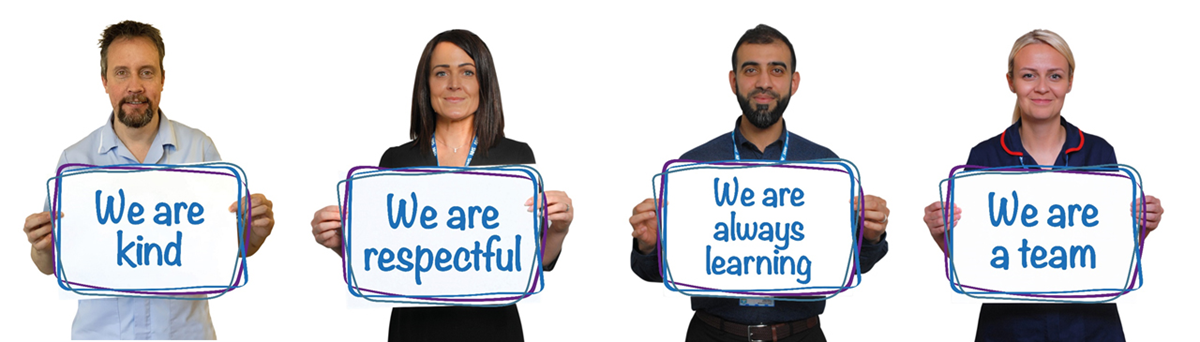 We are
kind
We are
respectful
We are
always
learning
We are
a team